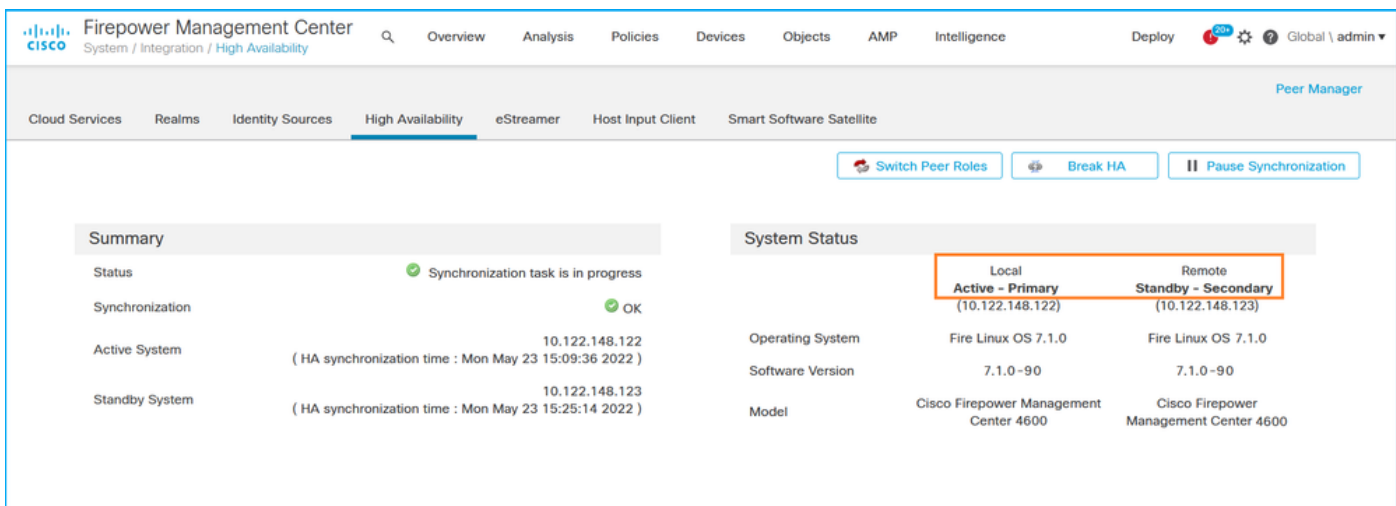 Firepower Management Center
CISCO
System / Integration / High Availability
Overview Analysis Policies Devices Objects AMP Intelligence Deploy 20+ Global \ admin
Peer Manager
Cloud Services Realms Identity Sources High Availability eStreamer Host Input Client Smart Software Satellite
Switch Peer Roles Break HA Pause Synchronization
Summary
Status Synchronization task is in progress
Synchronization OK
Active System 10.122.148.122
( HA synchronization time : Mon May 23 15:09:36 2022 )
Standby System 10.122.148.123
( HA synchronization time : Mon May 23 15:25:14 2022 )
System Status
Local Remote
Active - Primary Standby - Secondary
(10.122.148.122) (10.122.148.123)
Operating System Fire Linux OS 7.1.0 Fire Linux OS 7.1.0
Software Version 7.1.0-90 7.1.0-90
Model Cisco Firepower Management Cisco Firepower
Center 4600 Management Center 4600